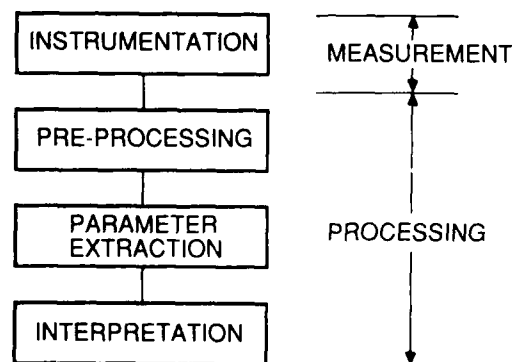 INSTRUMENTATION
MEASUREMENT
PRE-PROCESSING
PARAMETER
EXTRACTION
PROCESSING
INTERPRETATION